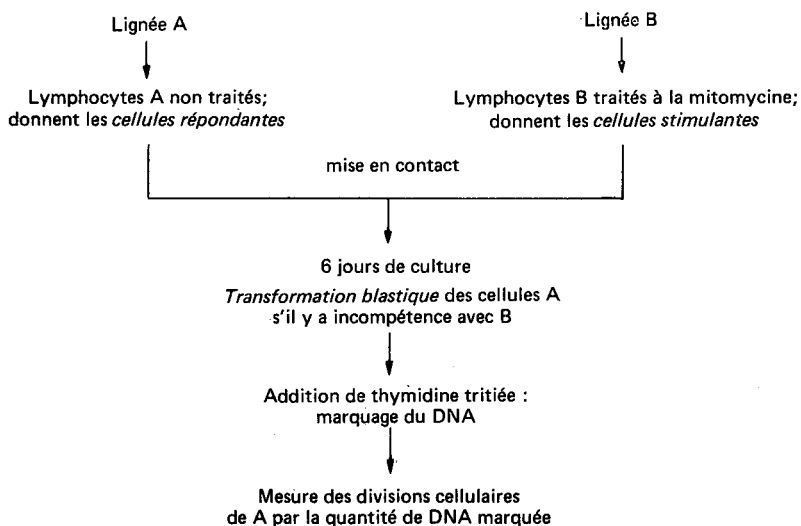 Lignée A
Lignée B
Lymphocytes A non traités;
donnent les cellules répondantes
Lymphocytes B traités à la mitomycine;
donnent les cellules stimulantes
mise en contact
6 jours de culture
Transformation blastique des cellules A
s'il y a incompétence avec B
Addition de thymidine tritiée :
marquage du DNA
Mesure des divisions cellulaires
de A par la quantité de DNA marquée